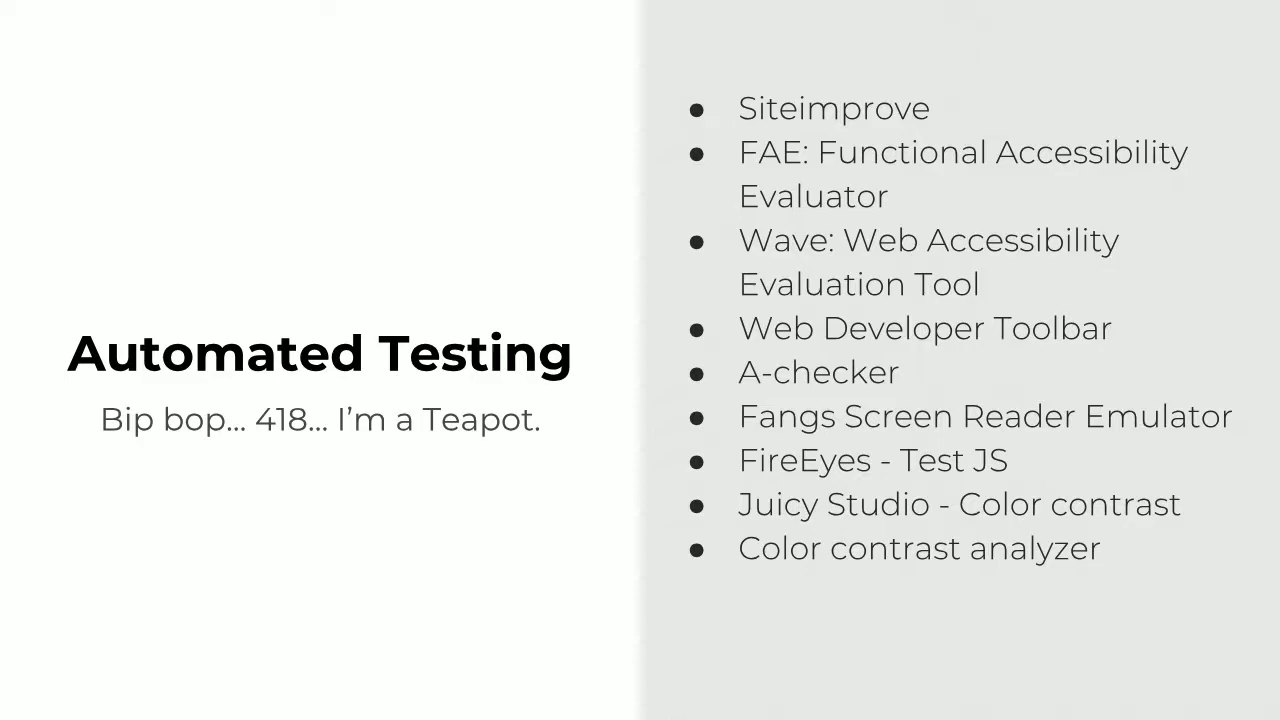 Automated Testing
Bip bop... 418... I’m a Teapot.
● Siteimprove
● FAE: Functional Accessibility
Evaluator
● Wave: Web Accessibility
Evaluation Tool
● Web Developer Toolbar
● A-checker
● Fangs Screen Reader Emulator
● FireEyes - Test JS
● Juicy Studio - Color contrast
● Color contrast analyzer